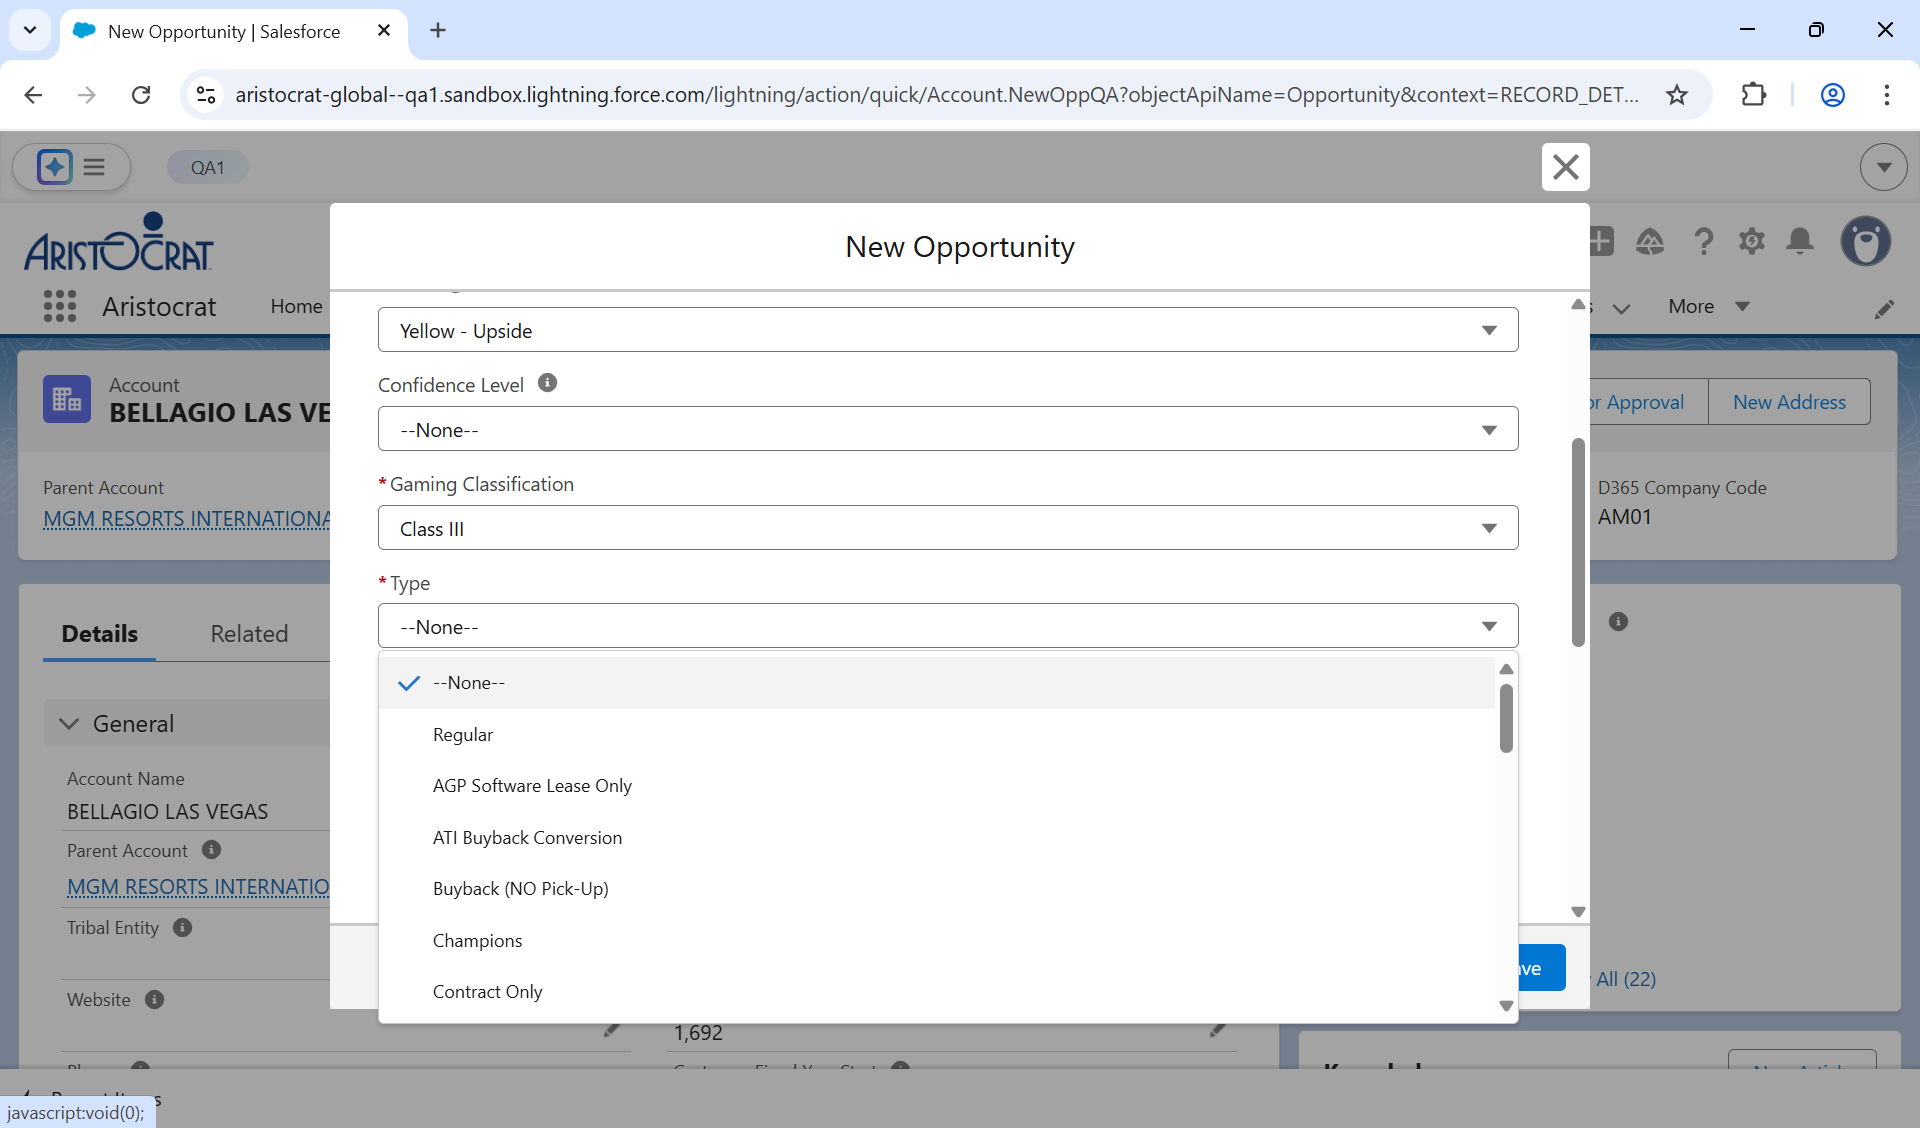 New Opportunity | Salesforce
aristocrat-global--qa1.sandbox.lightning.force.com/lightning/action/quick/Account.NewOppQA?objectApiName=Opportunity&context=RECORD_DET...
QA1
ARISTOCRAT
New Opportunity
Aristocrat
Home
More
Yellow - Upside
Confidence Level
--None--
*Gaming Classification
Class III
*Type
--None--
--None--
Regular
AGP Software Lease Only
ATI Buyback Conversion
Buyback (NO Pick-Up)
Champions
Contract Only
Account
BELLAGIO LAS VE
Approval
New Address
Parent Account
MGM RESORTS INTERNATIONA
D365 Company Code
AM01
Details
Related
General
Account Name
BELLAGIO LAS VEGAS
Parent Account
MGM RESORTS INTERNATIO
Tribal Entity
Website
All (22)
1,692
javascript:void(0);